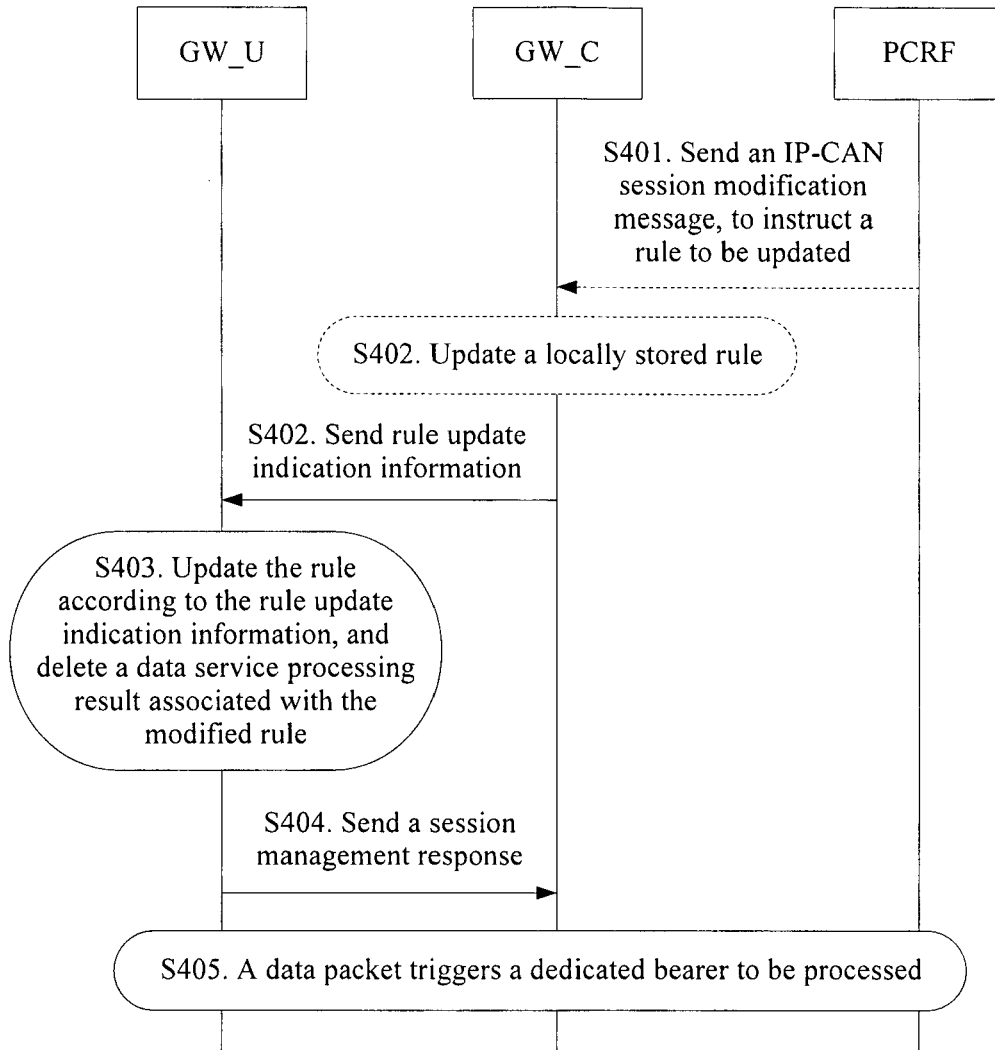 GW_U
GW_C
PCRF
S401. Send an IP-CAN
session modification
message, to instruct a
rule to be updated
S402. Update a locally stored rule
S402. Send rule update
indication information
S403. Update the rule
according to the rule update
indication information, and
delete a data service processing
result associated with the
modified rule
S404. Send a session
management response
S405. A data packet triggers a dedicated bearer to be processed